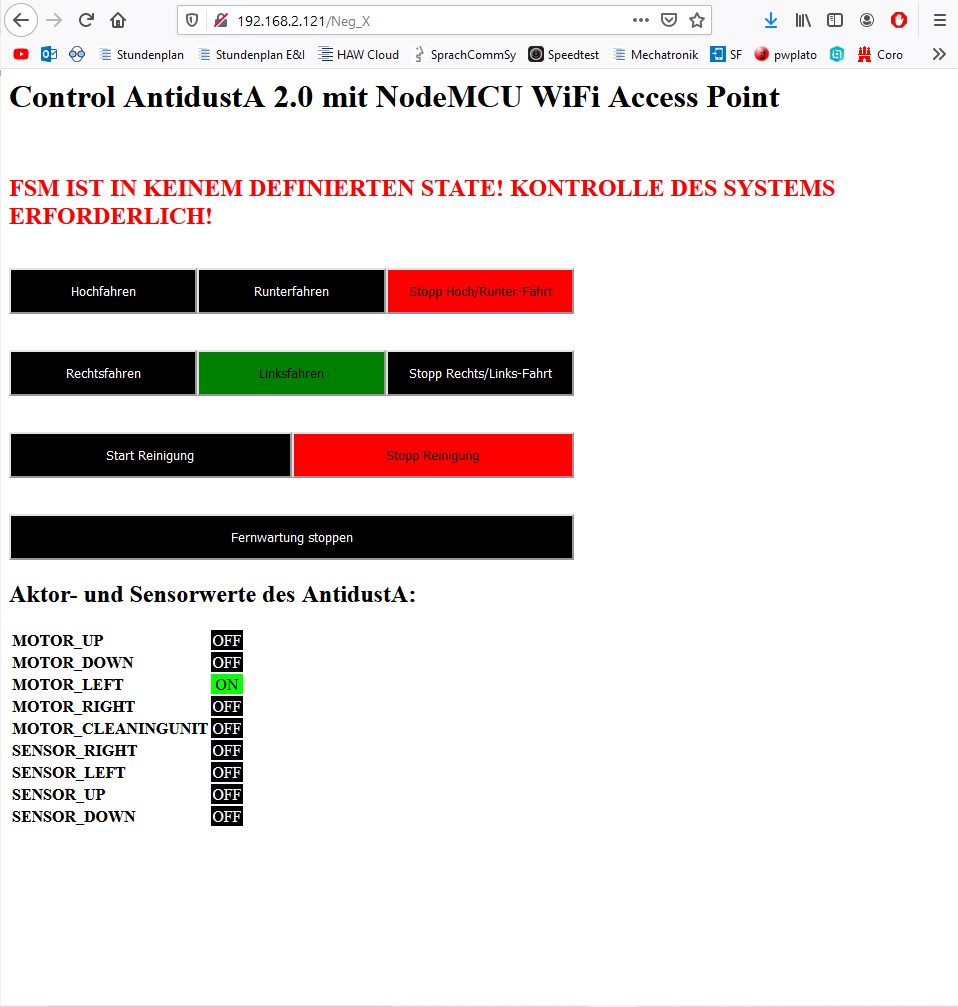 192.168.2.121/Neg_X
Stundenplan Stundenplan E&I HAW Cloud SprachCommSy Speedtest Mechatronik SF pwplato Coro
Control AntidustA 2.0 mit NodeMCU WiFi Access Point
FSM IST IN KEINEM DEFINIERTEN STATE! KONTROLLE DES SYSTEMS
ERFORDERLICH!
Hochfahren Runterfahren Stopp Hoch/Runter-Fahrt
Rechtsfahren Linksfahren Stopp Rechts/Links-Fahrt
Start Reinigung Stopp Reinigung
Fernwartung stoppen
Aktor- und Sensorwerte des AntidustA:
MOTOR_UP OFF
MOTOR_DOWN OFF
MOTOR_LEFT ON
MOTOR_RIGHT OFF
MOTOR_CLEANINGUNIT OFF
SENSOR_RIGHT OFF
SENSOR_LEFT OFF
SENSOR_UP OFF
SENSOR_DOWN OFF